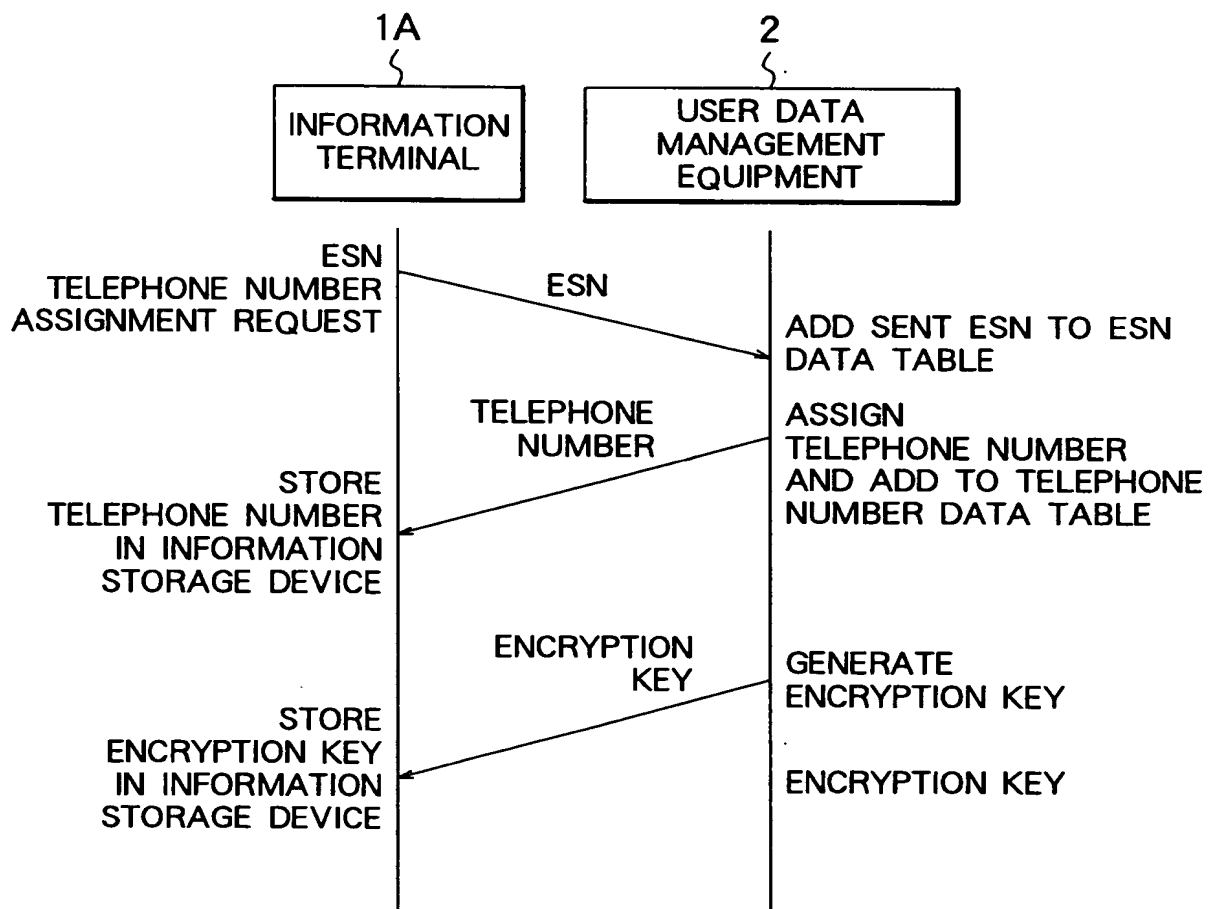 1A
2
INFORMATION
TERMINAL
USER DATA
MANAGEMENT
EQUIPMENT
ESN
TELEPHONE NUMBER
ASSIGNMENT REQUEST
ESN
ADD SENT ESN TO ESN
DATA TABLE
TELEPHONE
NUMBER
ASSIGN
TELEPHONE NUMBER
AND ADD TO TELEPHONE
NUMBER DATA TABLE
STORE
TELEPHONE NUMBER
IN INFORMATION
STORAGE DEVICE
ENCRYPTION
KEY
GENERATE
ENCRYPTION KEY
STORE
ENCRYPTION KEY
IN INFORMATION
STORAGE DEVICE
ENCRYPTION KEY